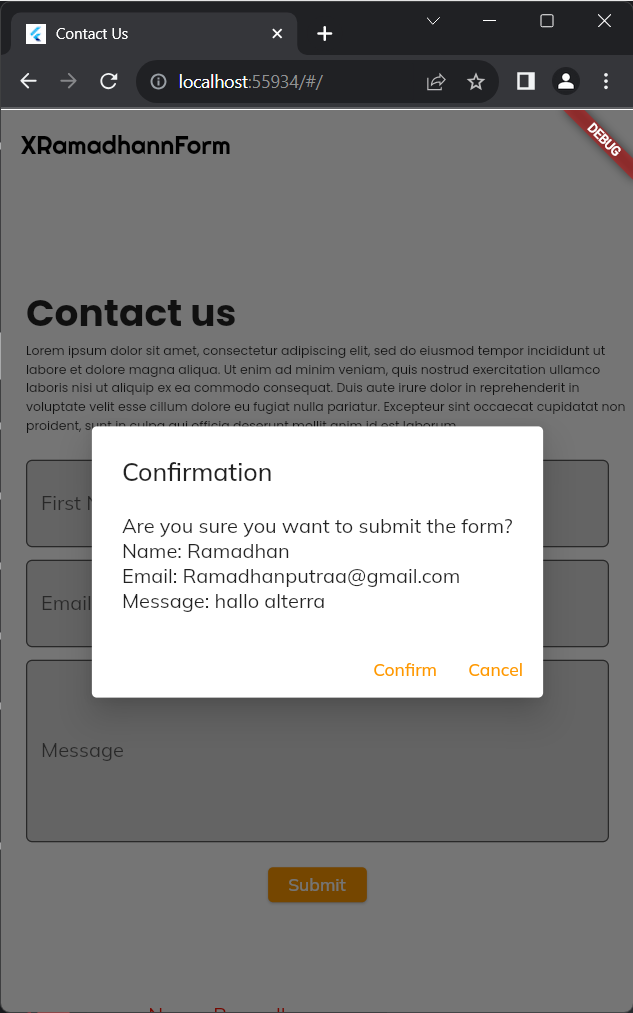 Contact Us
localhost:55934/#/
DEBUG
XRamadhannForm
Contact us
Lorem ipsum dolor sit amet, consectetur adipiscing elit, sed do eiusmod tempor incididunt ut
labore et dolore magna aliqua. Ut enim ad minim veniam, quis nostrud exercitation ullamco
laboris nisi ut aliquip ex ea commodo consequat. Duis aute irure dolor in reprehenderit in
voluptate velit esse cillum dolore eu fugiat nulla pariatur. Excepteur sint occaecat cupidatat non
proident, sunt in culpa qui officia deserunt mollit anim id est laborum.
Confirmation
First
Are you sure you want to submit the form?
Name: Ramadhan
Email: Ramadhanputraa@gmail.com
Email
Message: hallo alterra
Confirm
Cancel
Message
Submit